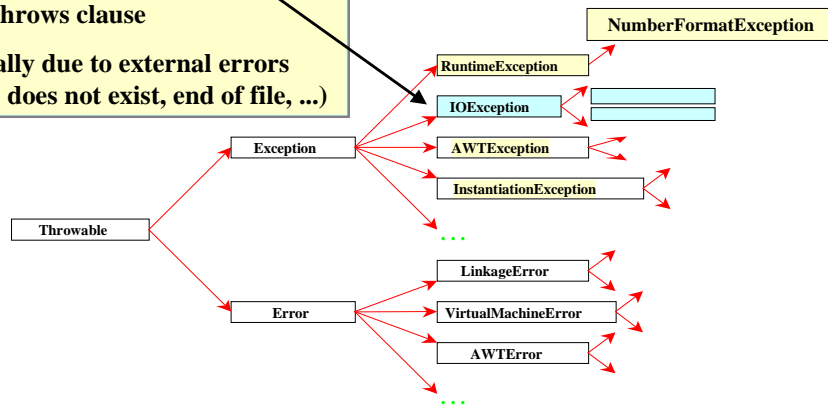 hrows clause
ally due to external errors
does not exist, end of file, ...)
NumberFormatException
RuntimeException
IOException
Exception
AWTException
InstantiationException
Throwable
...
LinkageError
Error
VirtualMachineError
AWTError
...